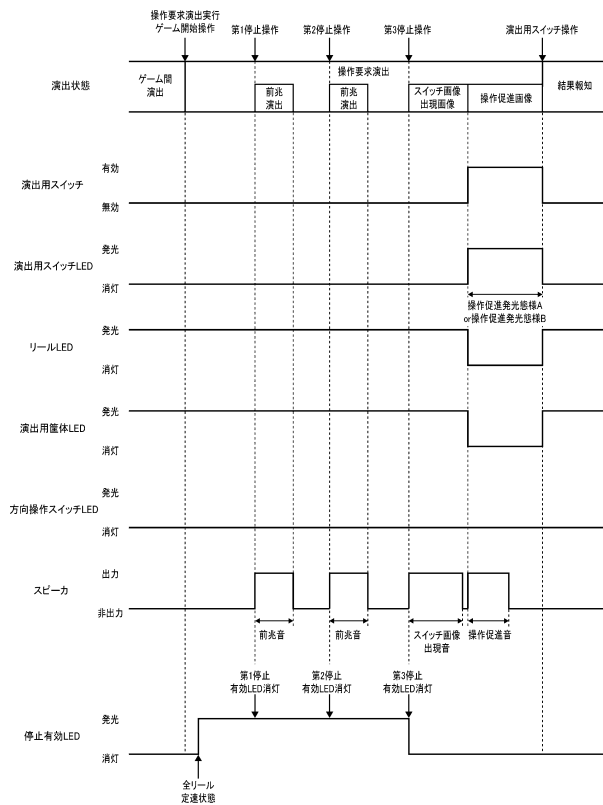 操作要求演出実行
ゲーム開始操作
第1停止操作
第2停止操作
第3停止操作
演出用スイッチ操作
演出状態
ゲーム間
演出
操作要求演出
前兆
演出
前兆
演出
スイッチ画像
出現画像
操作促進画像
結果報知
演出用スイッチ
有効
無効
演出用スイッチLED
発光
消灯
操作促進発光態様A
or操作促進発光態様B
リールLED
発光
消灯
演出用筐体LED
発光
消灯
方向操作スイッチLED
発光
消灯
スピーカ
出力
非出力
前兆音
前兆音
スイッチ画像
出現音
操作促進音
第1停止
有効LED消灯
第2停止
有効LED消灯
第3停止
有効LED消灯
停止有効LED
発光
消灯
全リール
定速状態